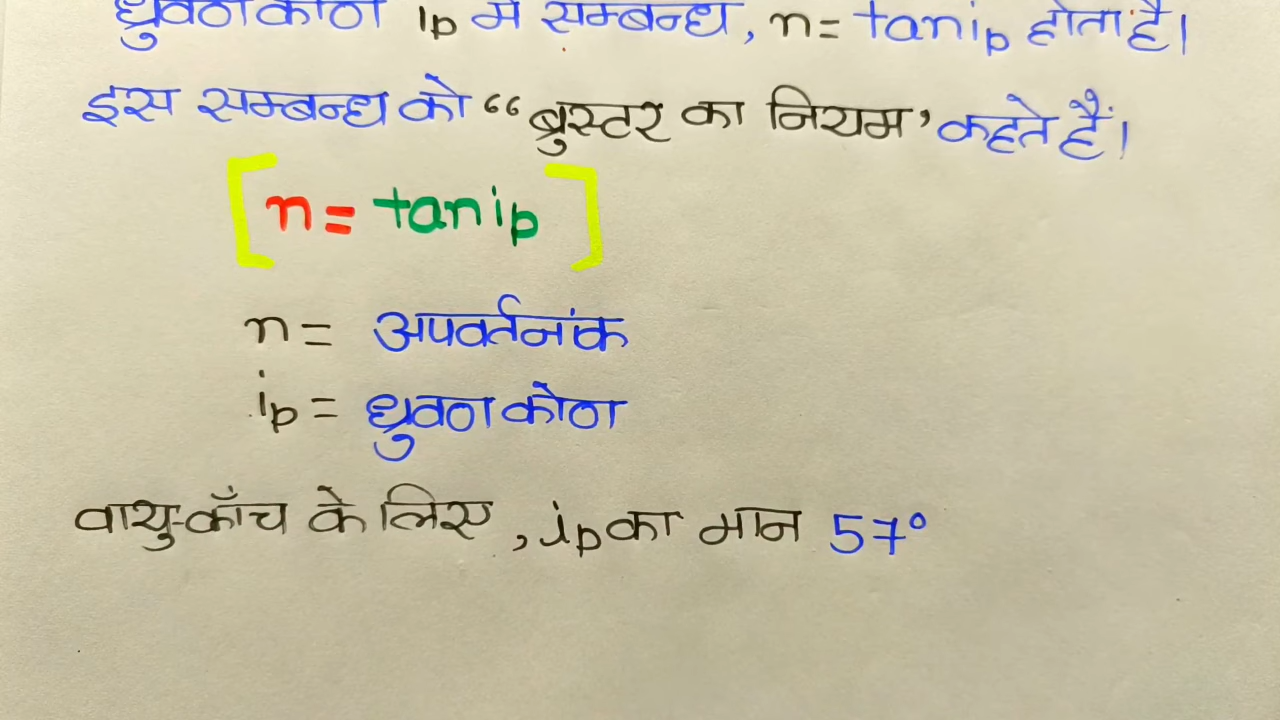 ध्रुवण कोण ip में सम्बन्ध, n = tan ip होता है।
इस सम्बन्ध को “ब्रुस्टर का नियम’ कहते हैं।
[n = tan ip]
n = अपवर्तनांक
ip = ध्रुवण कोण
वायु-काँच के लिए, ip का मान 57°